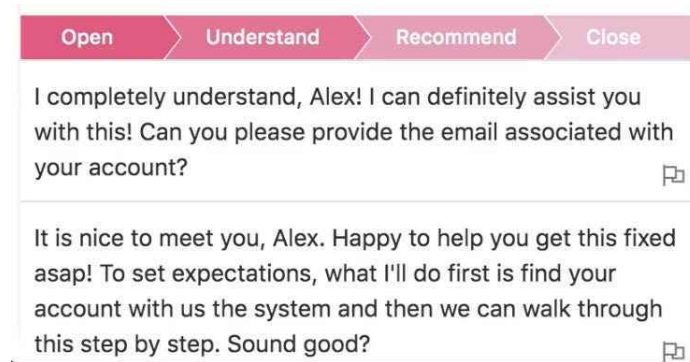 Open Understand Recommend Close
I completely understand, Alex! I can definitely assist you
with this! Can you please provide the email associated with
your account?
It is nice to meet you, Alex. Happy to help you get this fixed
asap! To set expectations, what I'll do first is find your
account with us the system and then we can walk through
this step by step. Sound good?